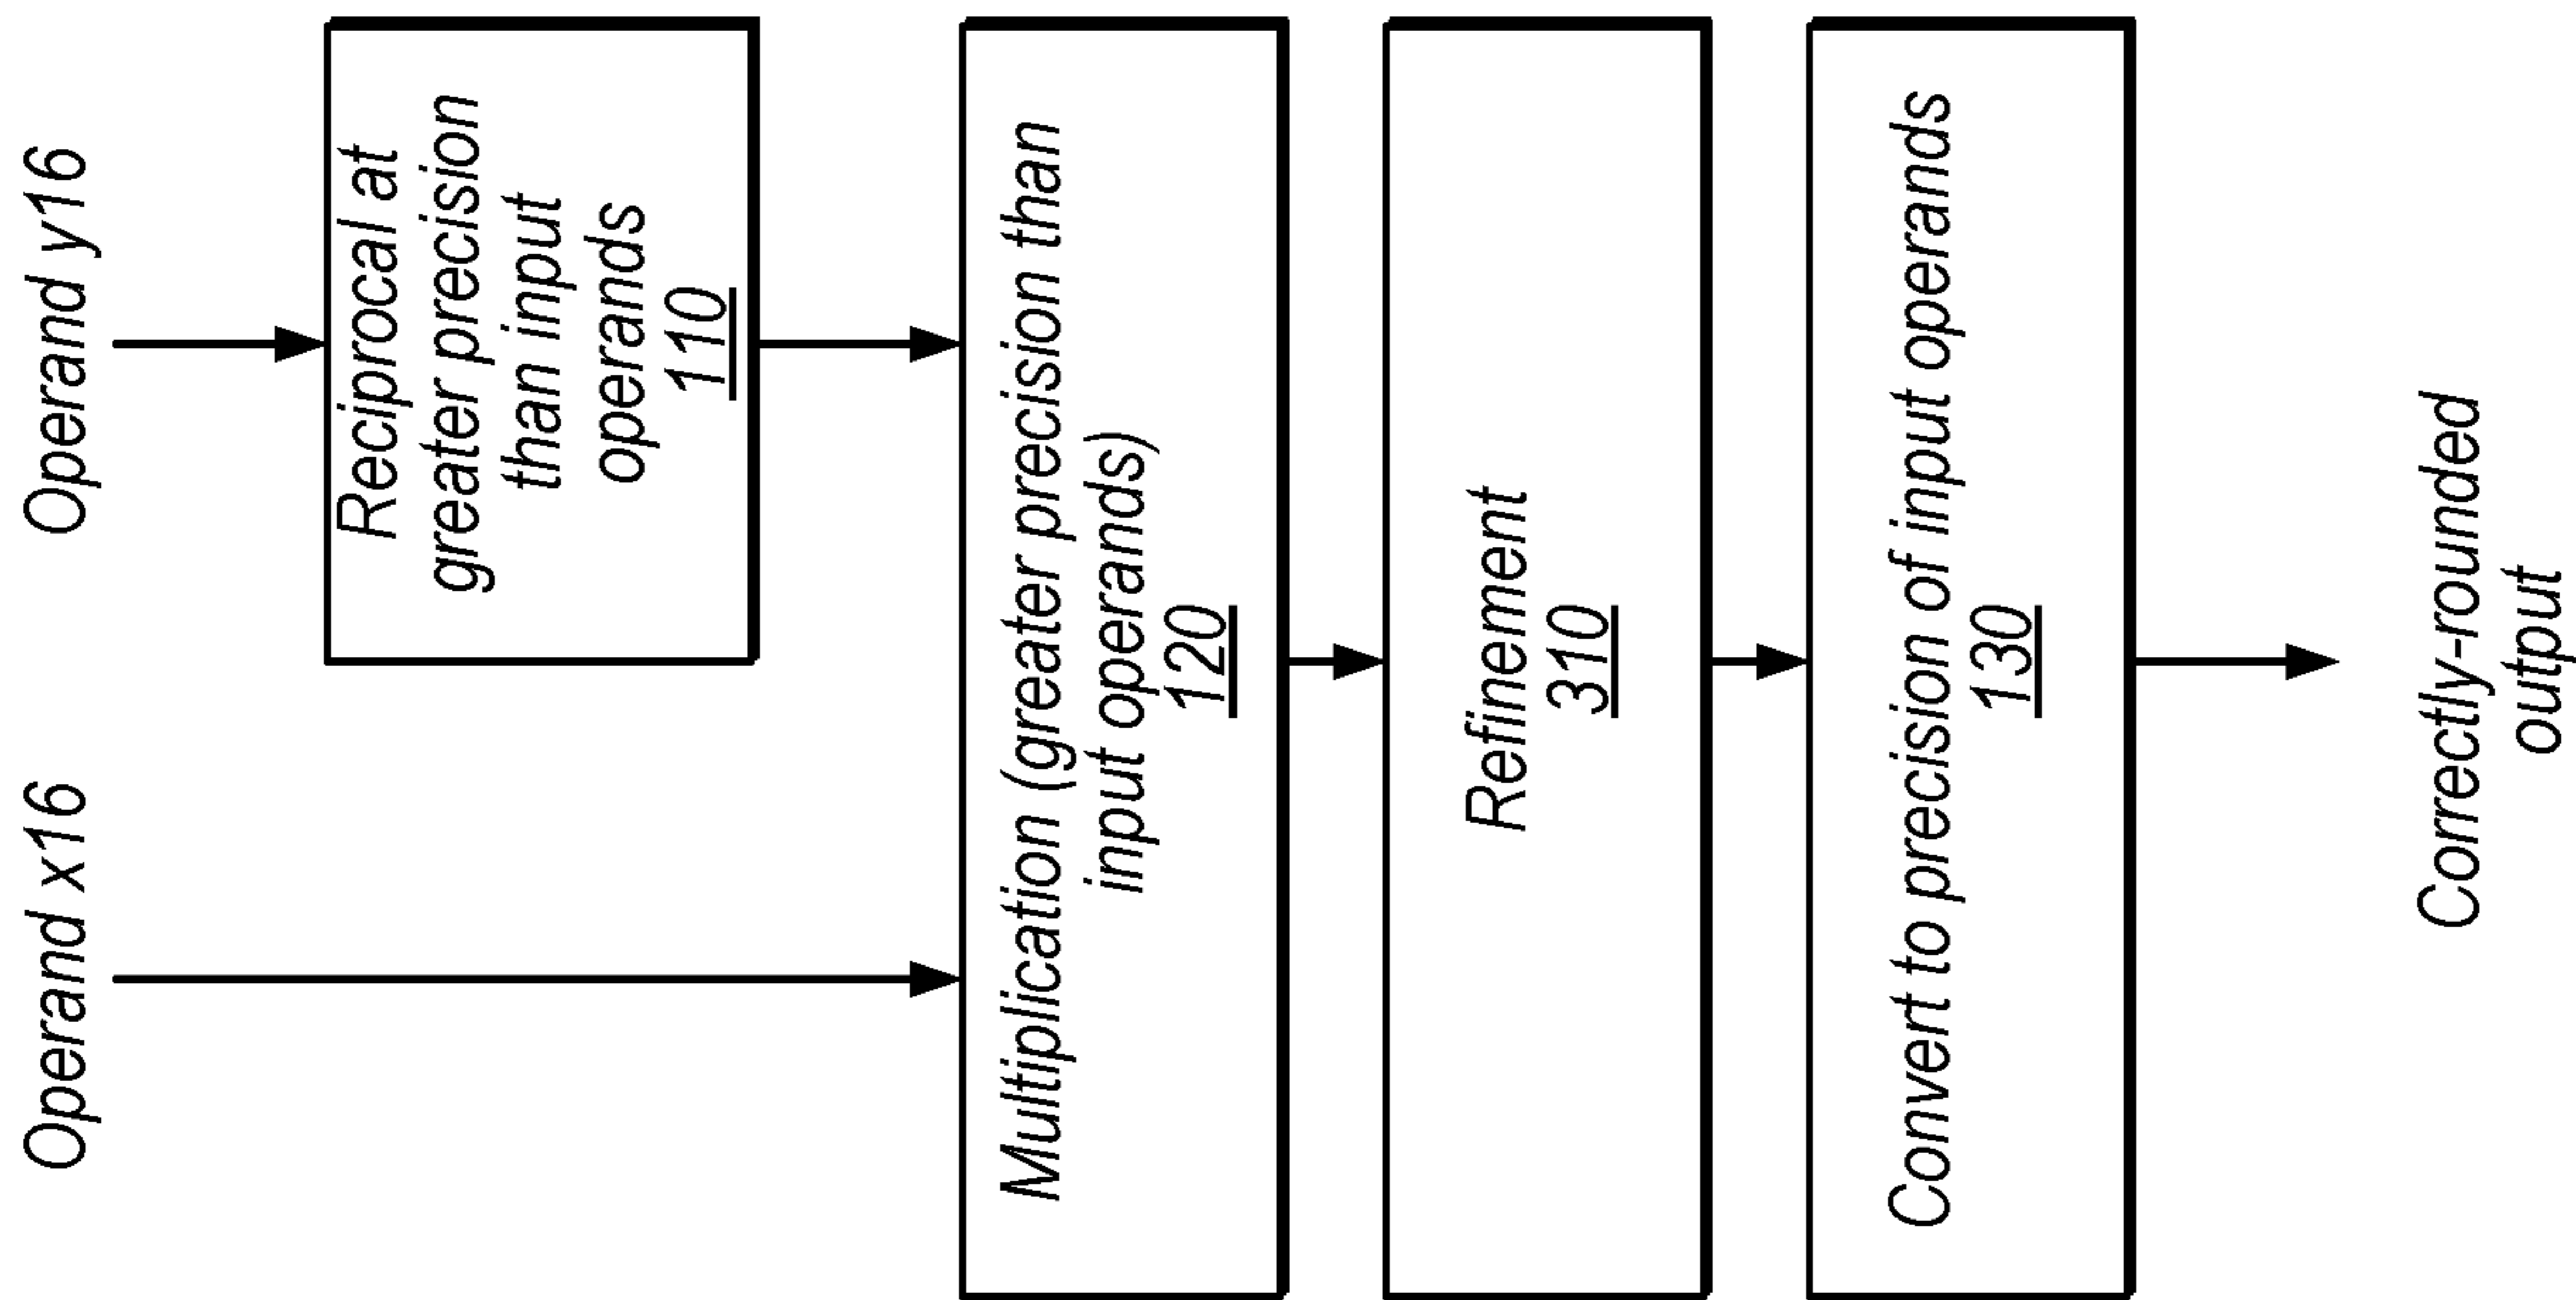 Operand x16
Operand y16
Reciprocal at
greater precision
than input
operands
110
Multiplication (greater precision than
input operands)
120
Refinement
310
Convert to precision of input operands
130
Correctly-rounded
output